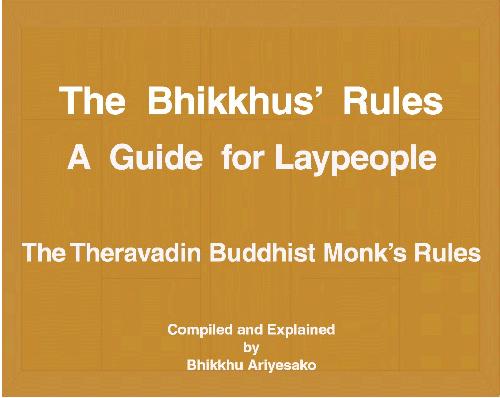 The Bhikkhus’ Rules
A Guide for Laypeople
The Theravadin Buddhist Monk’s Rules
Compiled and Explained
by
Bhikkhu Ariyesako